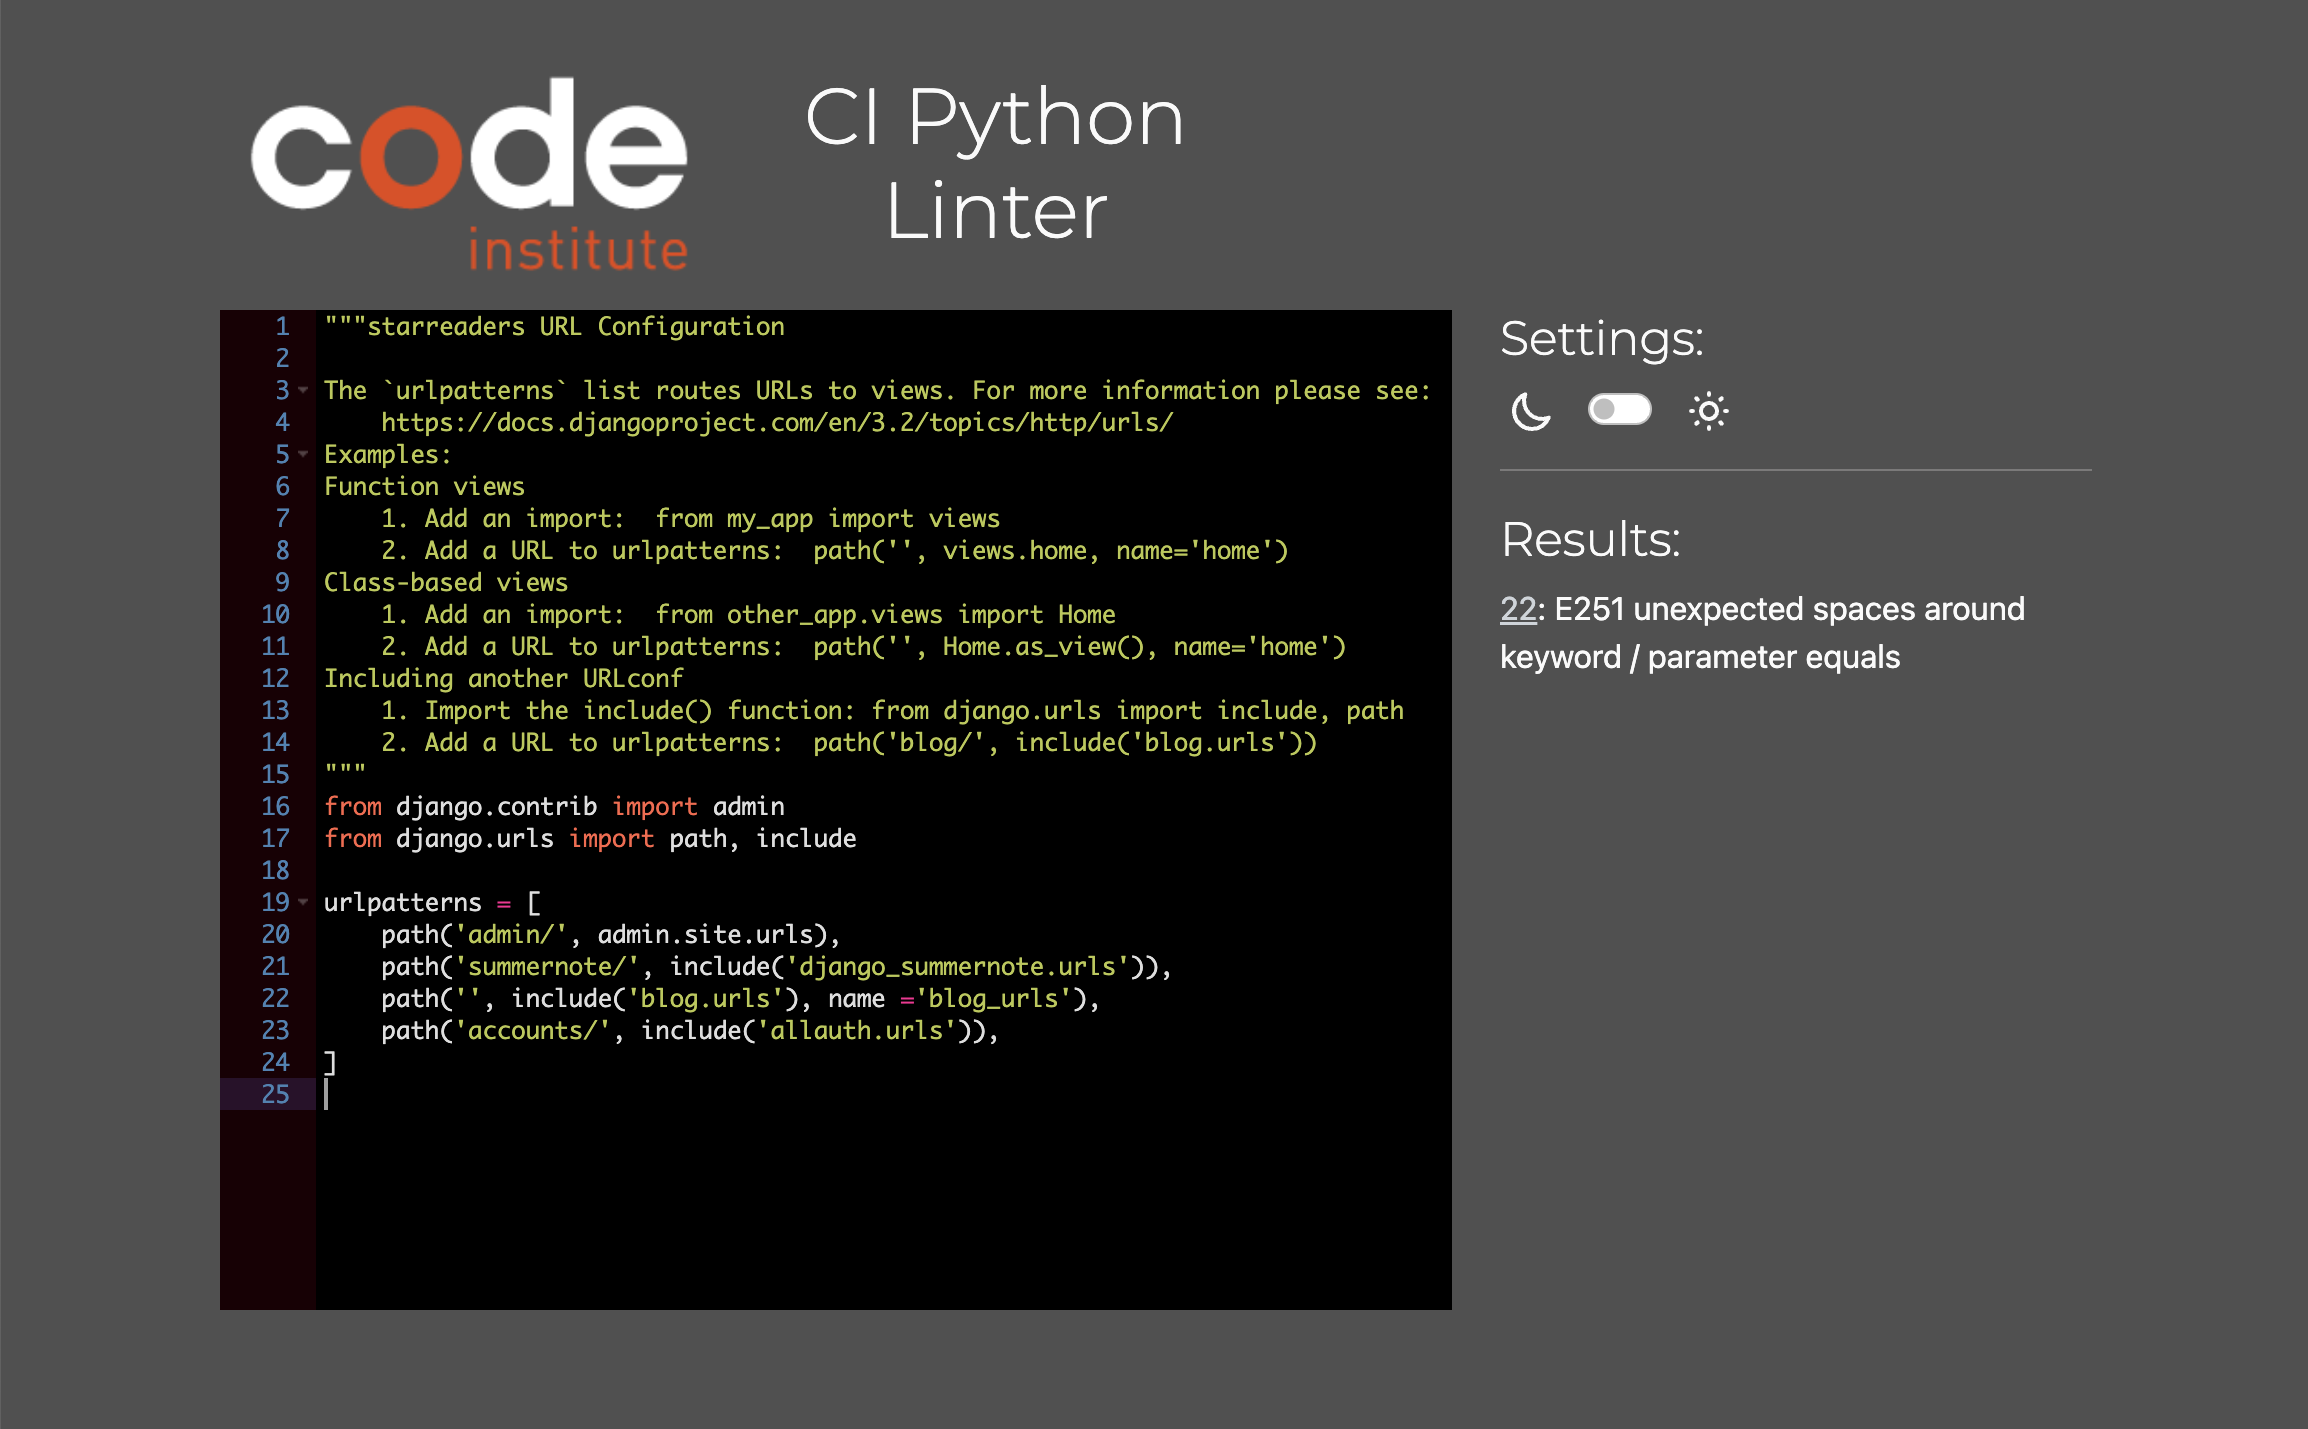 code
institute
CI Python
Linter
1 """starreaders URL Configuration
2
3 The `urlpatterns` list routes URLs to views. For more information please see:
4     https://docs.djangoproject.com/en/3.2/topics/http/urls/
5 Examples:
6 Function views
7     1. Add an import:  from my_app import views
8     2. Add a URL to urlpatterns:  path('', views.home, name='home')
9 Class-based views
10     1. Add an import:  from other_app.views import Home
11     2. Add a URL to urlpatterns:  path('', Home.as_view(), name='home')
12 Including another URLconf
13     1. Import the include() function: from django.urls import include, path
14     2. Add a URL to urlpatterns:  path('blog/', include('blog.urls'))
15 """
16 from django.contrib import admin
17 from django.urls import path, include
18
19 urlpatterns = [
20     path('admin/', admin.site.urls),
21     path('summernote/', include('django_summernote.urls')),
22     path('', include('blog.urls'), name ='blog_urls'),
23     path('accounts/', include('allauth.urls')),
24 ]
25
Settings:
Results:
22: E251 unexpected spaces around
keyword / parameter equals